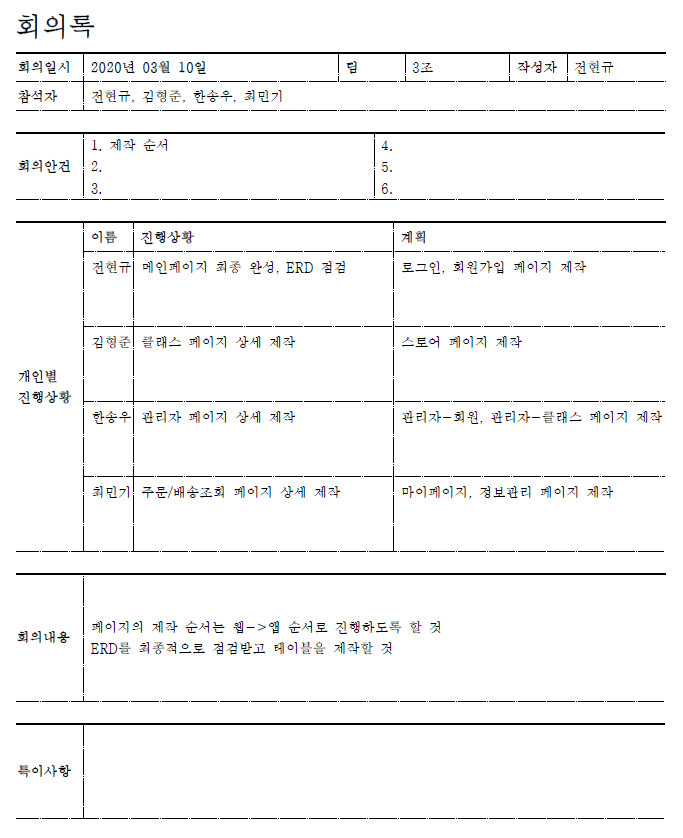 회의록
회의일시 2020년 03월 10일 팀 3조 작성자 전현규
참석자 전현규, 김형준, 한송우, 최민기
회의안건 1. 제작 순서 4.
2. 5.
3. 6.
이름 진행상황 계획
전현규 메인페이지 최종 완성, ERD 점검 로그인, 회원가입 페이지 제작
김형준 클래스 페이지 상세 제작 스토어 페이지 제작
개인별
진행상황
한송우 관리자 페이지 상세 제작 관리자-회원, 관리자-클래스 페이지 제작
최민기 주문/배송조회 페이지 상세 제작 마이페이지, 정보관리 페이지 제작
회의내용
페이지의 제작 순서는 웹->앱 순서로 진행하도록 할 것
ERD를 최종적으로 점검받고 테이블을 제작할 것
특이사항